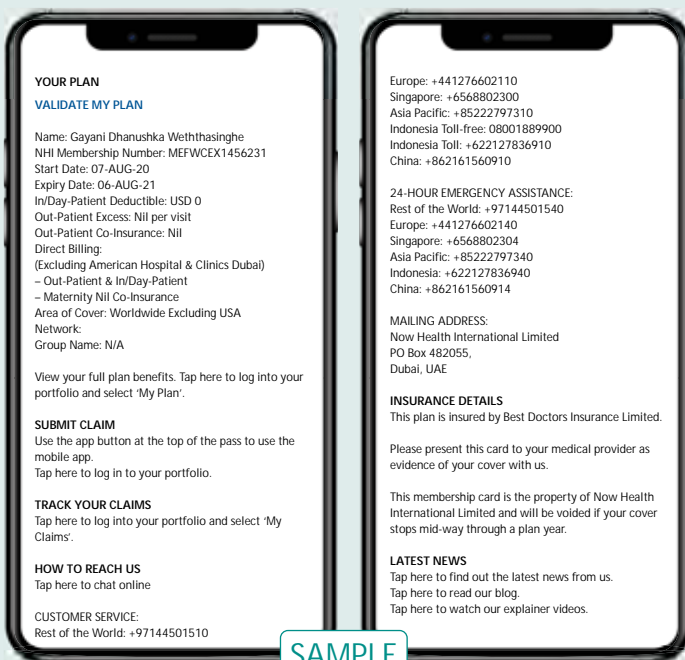 YOUR PLAN
VALIDATE MY PLAN
Name: Gayani Dhanushka Weththasinghe
NHI Membership Number: MEFWCEX1456231
Start Date: 07-AUG-20
Expiry Date: 06-AUG-21
In/Day-Patient Deductible: USD 0
Out-Patient Excess: Nil per visit
Out-Patient Co-Insurance: Nil
Direct Billing:
(Excluding American Hospital & Clinics Dubai)
– Out-Patient & In/Day-Patient
– Maternity Nil Co-Insurance
Area of Cover: Worldwide Excluding USA
Network:
Group Name: N/A
View your full plan benefits. Tap here to log into your
portfolio and select ‘My Plan’.
SUBMIT CLAIM
Use the app button at the top of the pass to use the
mobile app.
Tap here to log in to your portfolio.
TRACK YOUR CLAIMS
Tap here to log into your portfolio and select ‘My
Claims’.
HOW TO REACH US
Tap here to chat online
CUSTOMER SERVICE:
Rest of the World: +97144501510
Europe: +441276602110
Singapore: +6568802300
Asia Pacific: +85222797310
Indonesia Toll-free: 08001889900
Indonesia Toll: +622127836910
China: +862161560910
24-HOUR EMERGENCY ASSISTANCE:
Rest of the World: +97144501540
Europe: +441276602140
Singapore: +6568802304
Asia Pacific: +85222797340
Indonesia: +622127836940
China: +862161560914
MAILING ADDRESS:
Now Health International Limited
PO Box 482055,
Dubai, UAE
INSURANCE DETAILS
This plan is insured by Best Doctors Insurance Limited.
Please present this card to your medical provider as
evidence of your cover with us.
This membership card is the property of Now Health
International Limited and will be voided if your cover
stops mid-way through a plan year.
LATEST NEWS
Tap here to find out the latest news from us.
Tap here to read our blog.
Tap here to watch our explainer videos.
SAMPLE